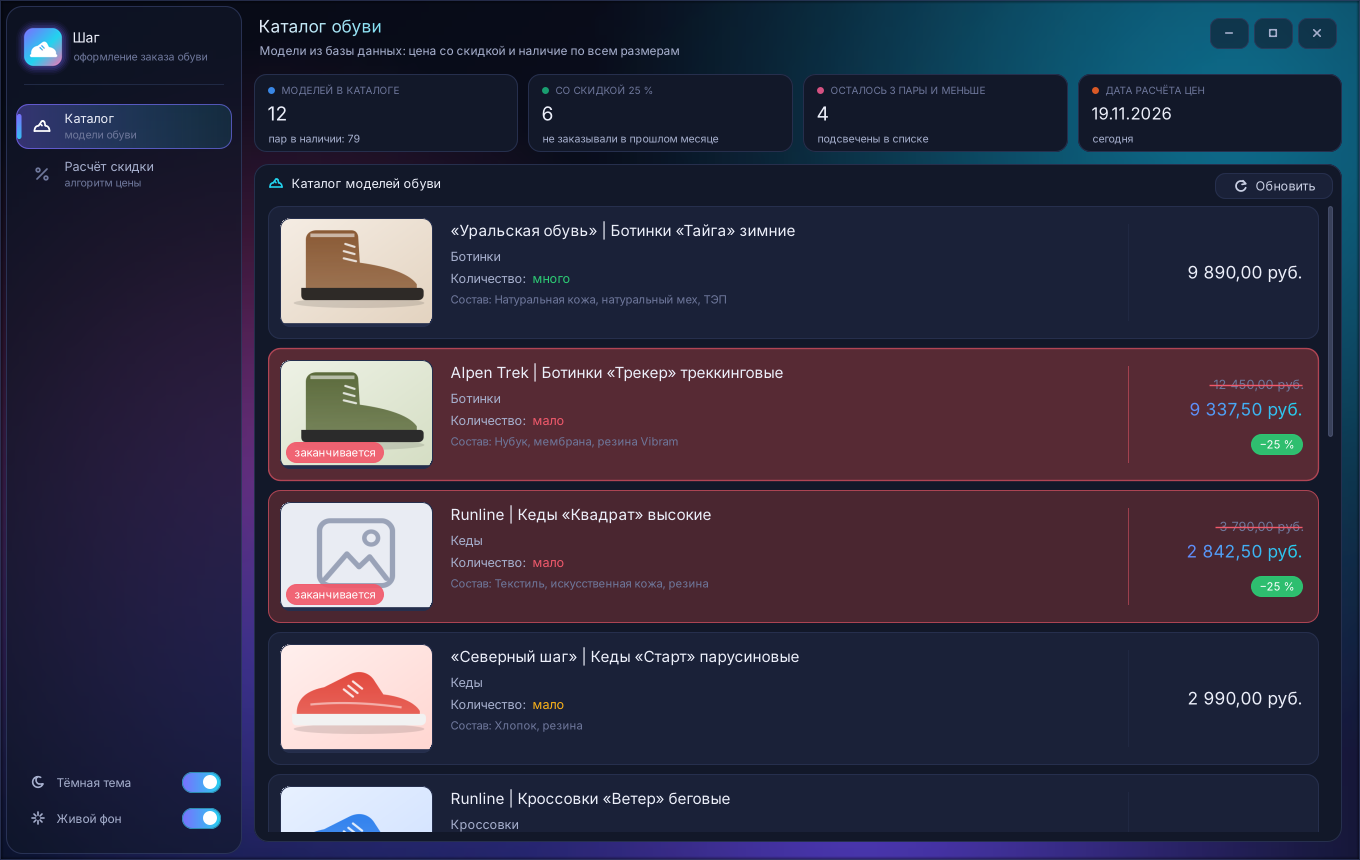 Шаг
оформление заказа обуви
Каталог
модели обуви
Расчёт скидки
алгоритм цены
Тёмная тема
Живой фон
Каталог обуви
Модели из базы данных: цена со скидкой и наличие по всем размерам
МОДЕЛЕЙ В КАТАЛОГЕ
12
пар в наличии: 79
СО СКИДКОЙ 25 %
6
не заказывали в прошлом месяце
ОСТАЛОСЬ 3 ПАРЫ И МЕНЬШЕ
4
подсвечены в списке
ДАТА РАСЧЁТА ЦЕН
19.11.2026
сегодня
Каталог моделей обуви
Обновить
«Уральская обувь» | Ботинки «Тайга» зимние
Ботинки
Количество: много
Состав: Натуральная кожа, натуральный мех, ТЭП
9 890,00 руб.
Alpen Trek | Ботинки «Трекер» треккинговые
Ботинки
Количество: мало
Состав: Нубук, мембрана, резина Vibram
заканчивается
12 450,00 руб.
9 337,50 руб.
−25 %
Runline | Кеды «Квадрат» высокие
Кеды
Количество: мало
Состав: Текстиль, искусственная кожа, резина
заканчивается
3 790,00 руб.
2 842,50 руб.
−25 %
«Северный шаг» | Кеды «Старт» парусиновые
Кеды
Количество: мало
Состав: Хлопок, резина
2 990,00 руб.
Runline | Кроссовки «Ветер» беговые
Кроссовки